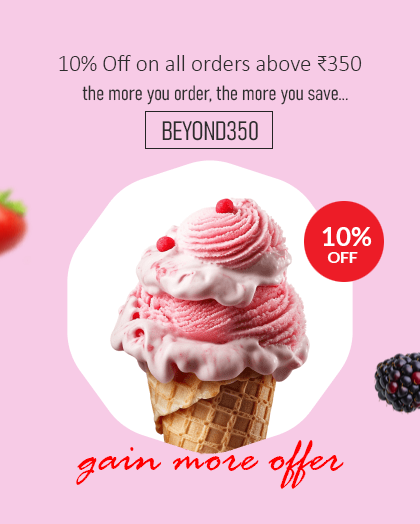 10% Off on all orders above ₹350
the more you order, the more you save...
BEYOND350
10%
OFF
gain more offer